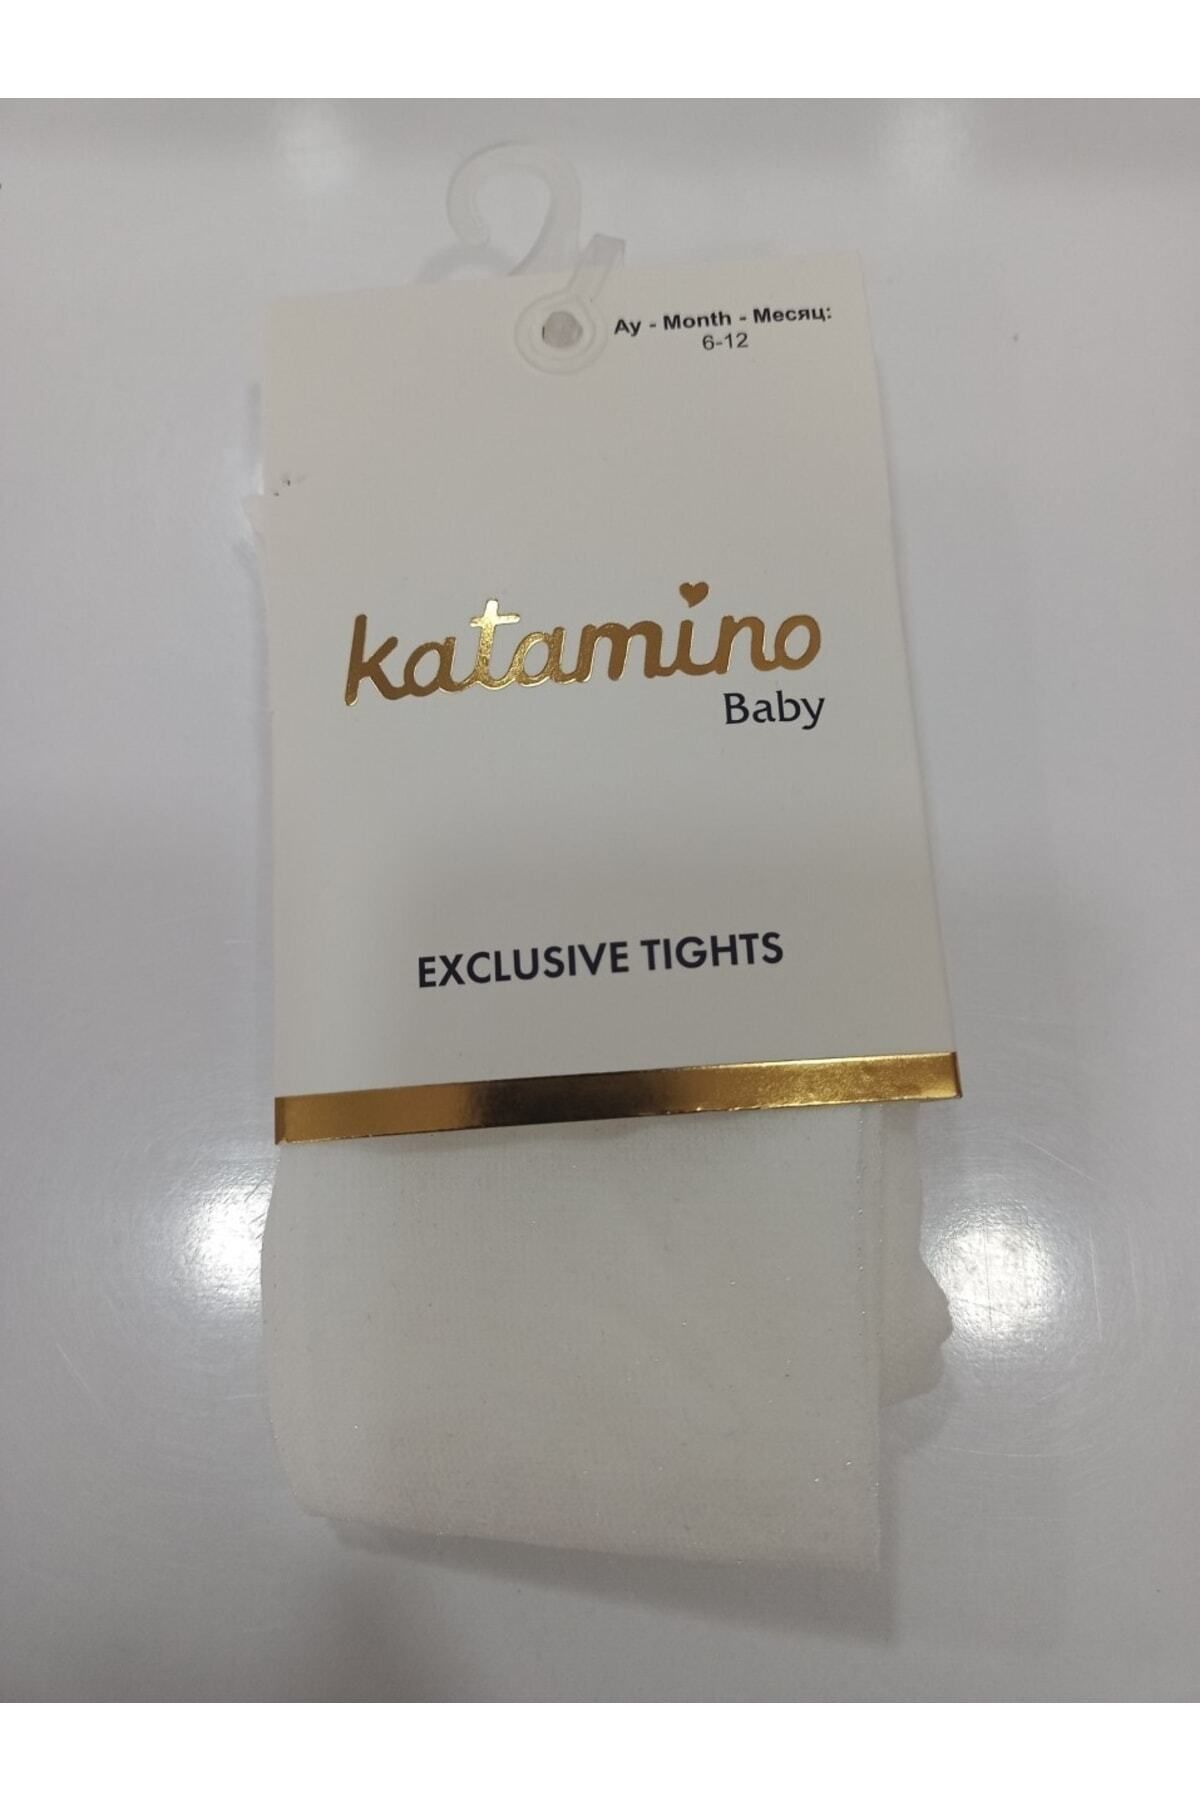 Ay - Month - Месяц:
6-12
katamino
Baby
EXCLUSIVE TIGHTS